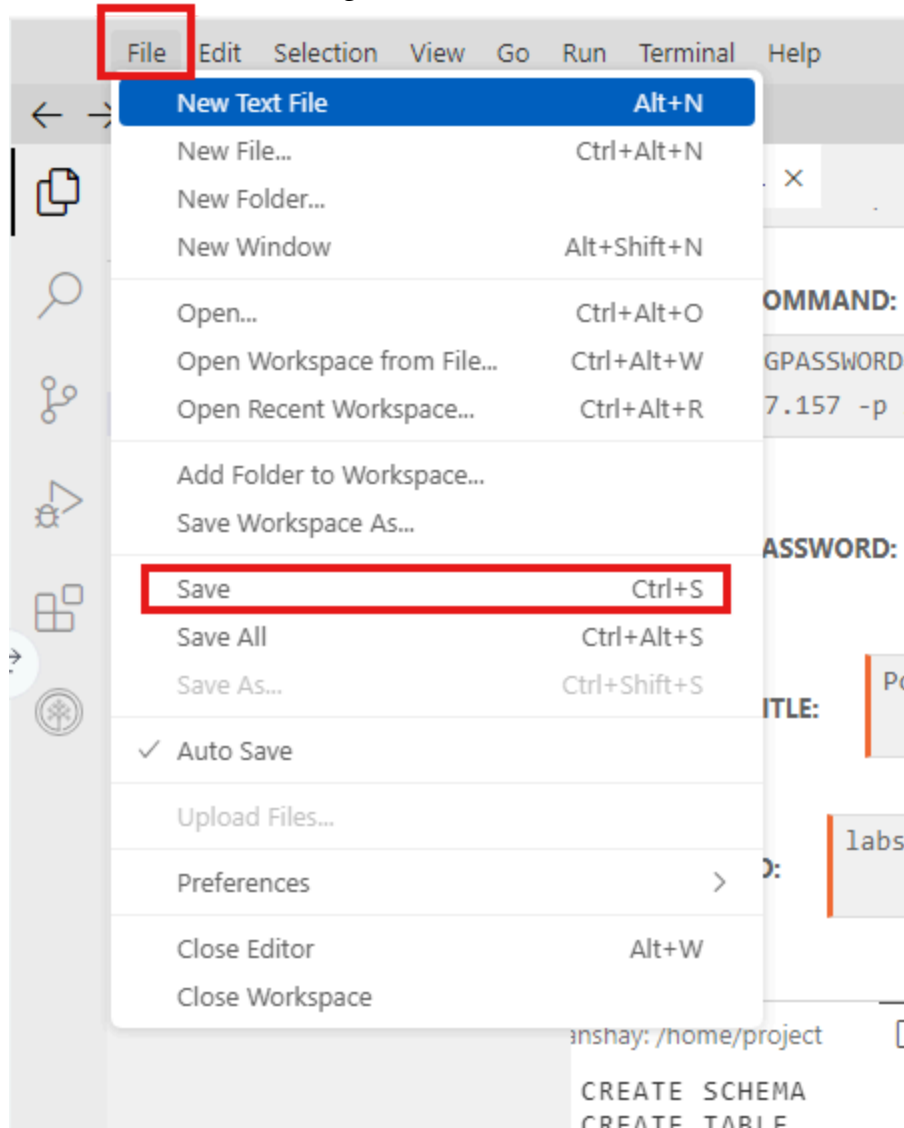 File Edit Selection View Go Run Terminal Help
New Text File Alt+N
New File... Ctrl+Alt+N
New Folder...
New Window Alt+Shift+N
OMMAND:
Open... Ctrl+Alt+O
Open Workspace from File... Ctrl+Alt+W
GPASSWORD
Open Recent Workspace... Ctrl+Alt+R
7.157 -p
Add Folder to Workspace...
Save Workspace As...
ASSWORD:
Save Ctrl+S
Save All Ctrl+Alt+S
Save As... Ctrl+Shift+S
ITLE:
✓ Auto Save
Upload Files...
labs
Preferences >
Close Editor Alt+W
Close Workspace
anshay: /home/project
CREATE SCHEMA
CREATE TABLE